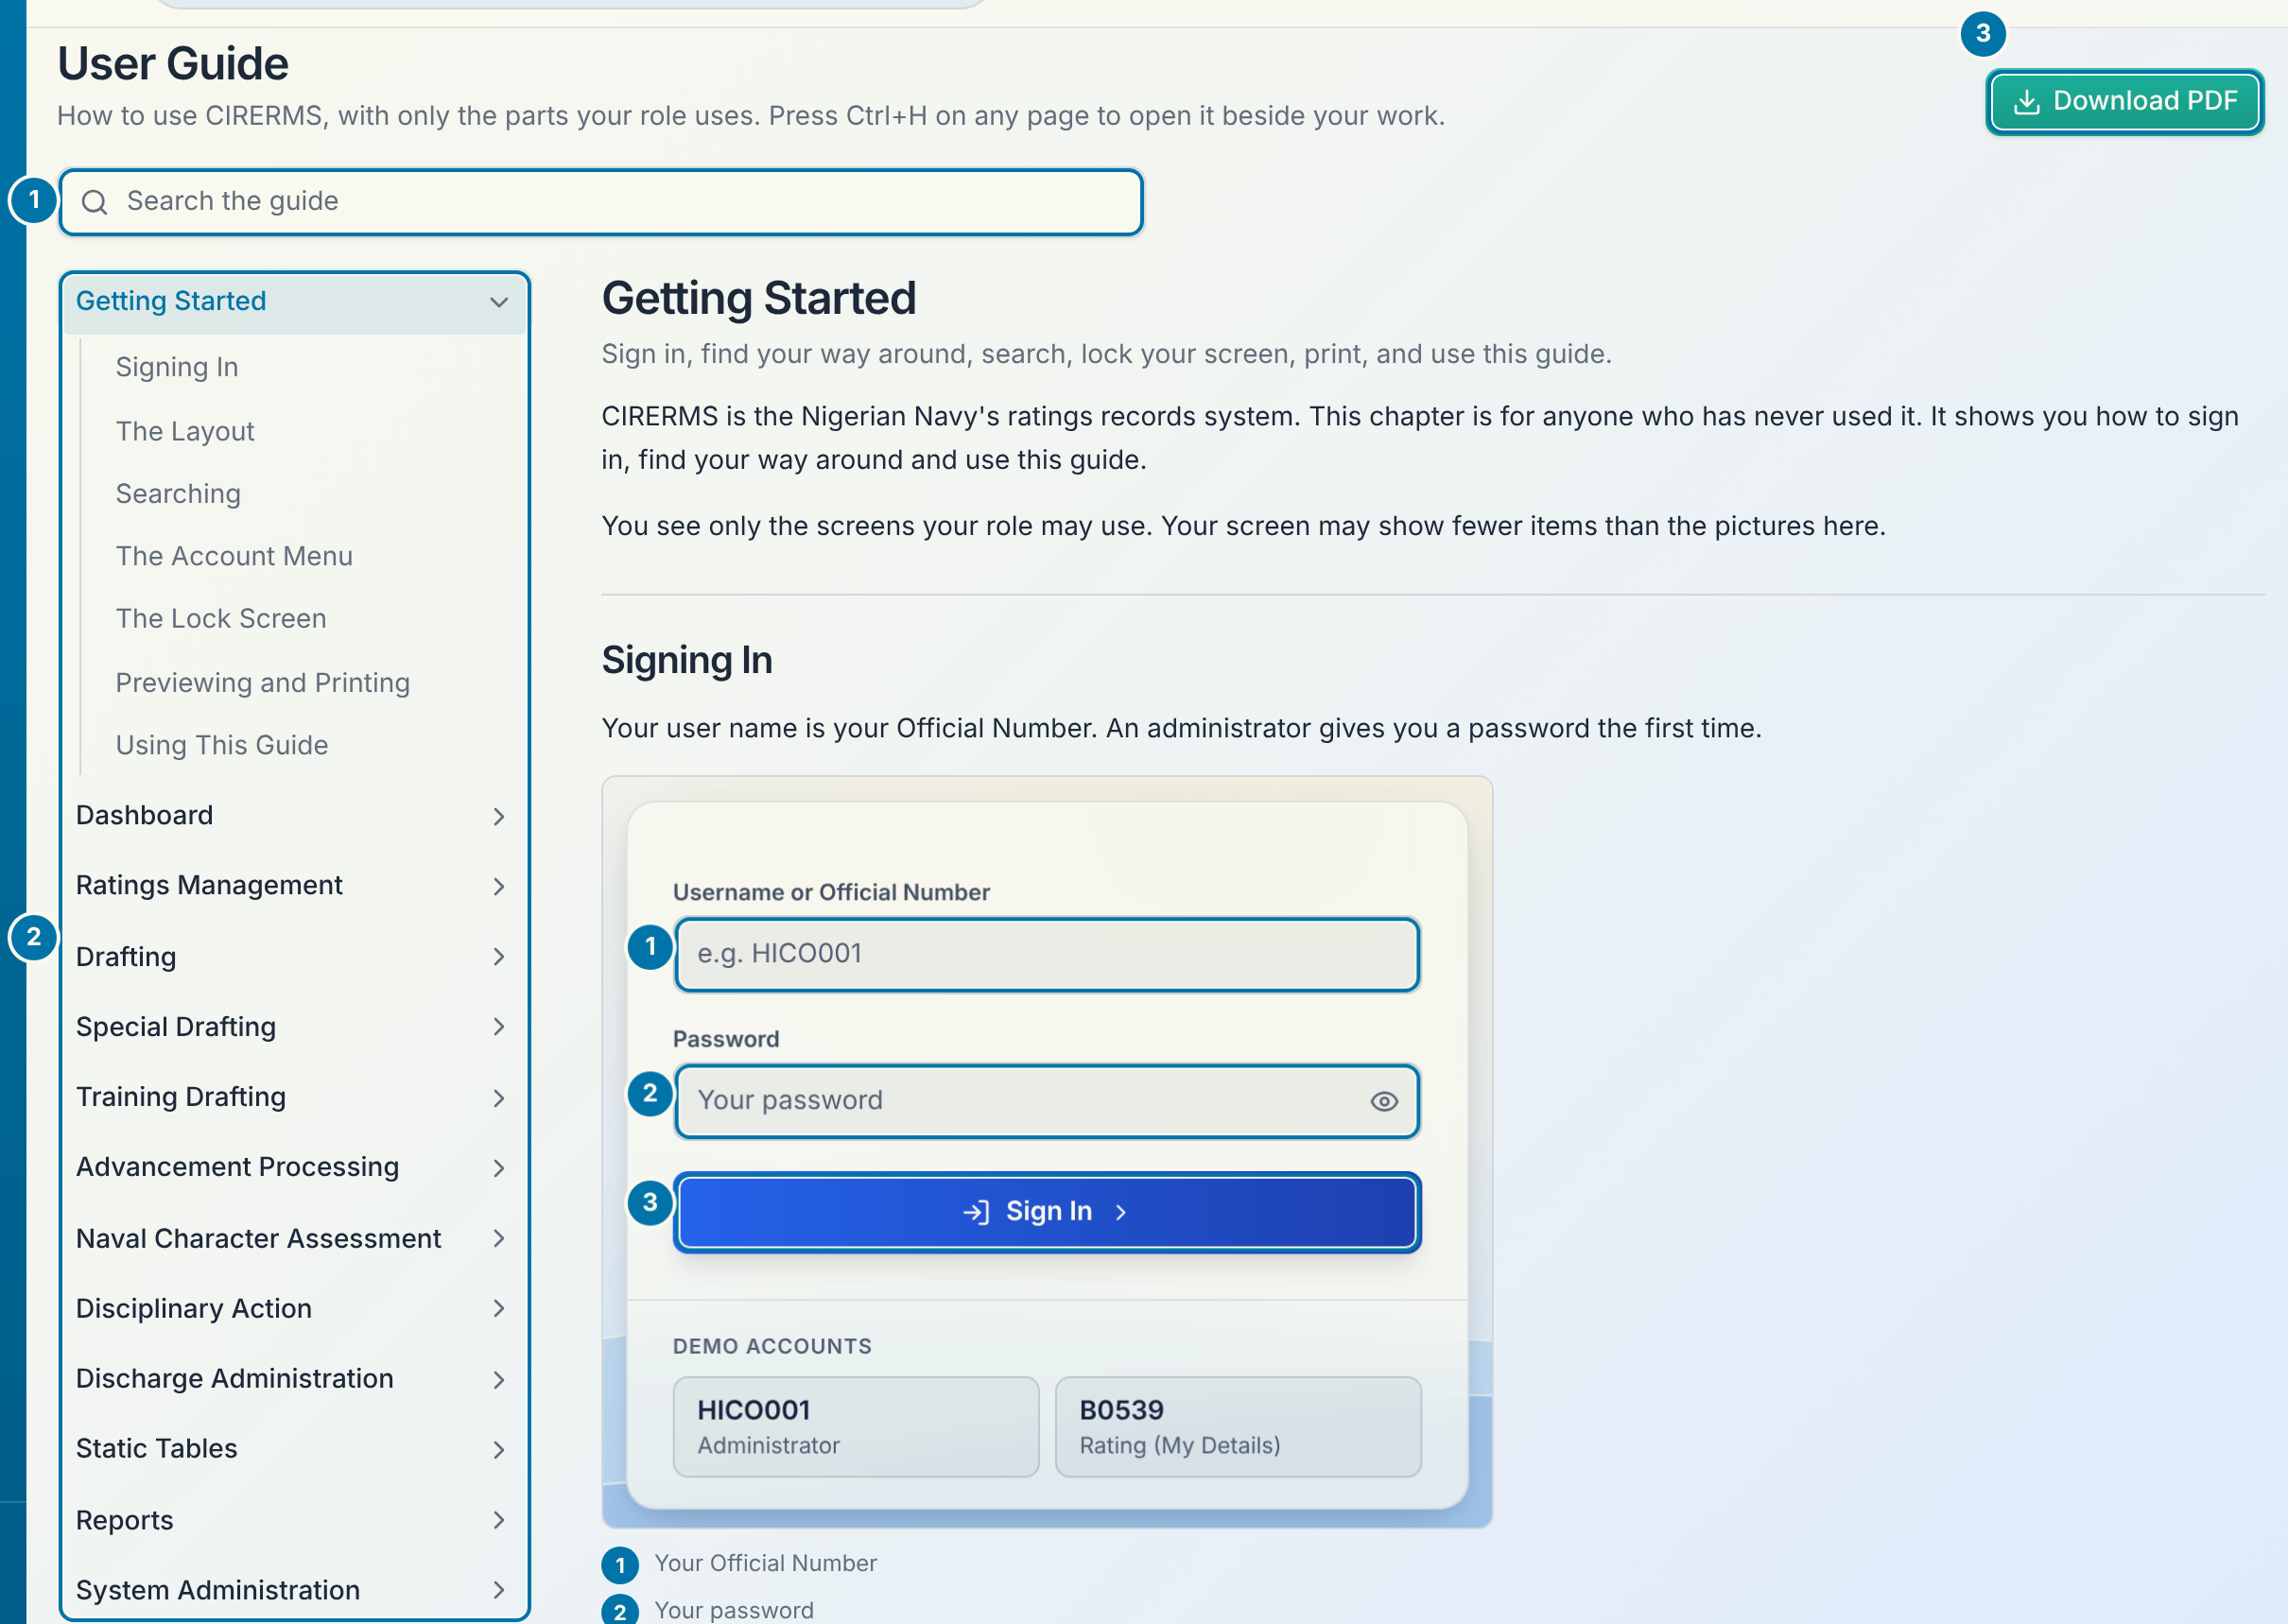 User Guide
How to use CIRERMS, with only the parts your role uses. Press Ctrl+H on any page to open it beside your work.
3
Download PDF
1
Search the guide
2
Getting Started
Signing In
The Layout
Searching
The Account Menu
The Lock Screen
Previewing and Printing
Using This Guide
Dashboard
Ratings Management
Drafting
Special Drafting
Training Drafting
Advancement Processing
Naval Character Assessment
Disciplinary Action
Discharge Administration
Static Tables
Reports
System Administration
Getting Started
Sign in, find your way around, search, lock your screen, print, and use this guide.
CIRERMS is the Nigerian Navy's ratings records system. This chapter is for anyone who has never used it. It shows you how to sign
in, find your way around and use this guide.
You see only the screens your role may use. Your screen may show fewer items than the pictures here.
Signing In
Your user name is your Official Number. An administrator gives you a password the first time.
Username or Official Number
1
e.g. HICO001
Password
2
Your password
3
Sign In
DEMO ACCOUNTS
HICO001
Administrator
B0539
Rating (My Details)
1 Your Official Number
2 Your password